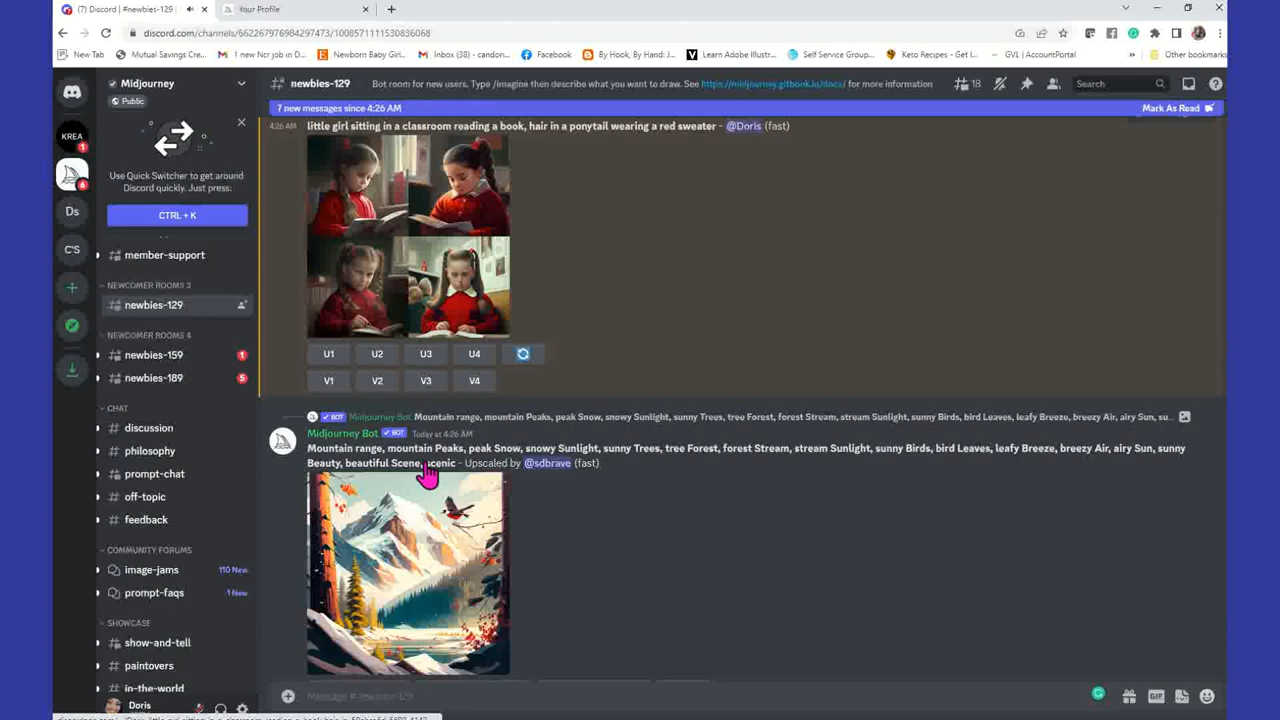 (7) Discord | #newbies-129
Your Profile
discord.com/channels/662267976984297473/1008571111530836068
New Tab
Mutual Savings Cre...
1 new Ncr job in Det...
Newborn Baby Girl...
Inbox (38) - candon...
Facebook
By Hook, By Hand: J...
Learn Adobe Illustr...
Self Service Group...
Keto Recipes - Get I...
GVL | AccountPortal
»
Other bookmarks
Midjourney
Public
newbies-129
Bot room for new users. Type /imagine then describe what you want to draw. See https://midjourney.gitbook.io/docs/ for more information
18
Search
7 new messages since 4:26 AM
Mark As Read
KREA
1
6
Ds
C'S
Use Quick Switcher to get around
Discord quickly. Just press:
CTRL + K
member-support
NEWCOMER ROOMS 3
newbies-129
NEWCOMER ROOMS 4
newbies-159
1
newbies-189
5
CHAT
discussion
philosophy
prompt-chat
off-topic
feedback
COMMUNITY FORUMS
image-jams
110 New
prompt-faqs
1 New
SHOWCASE
show-and-tell
paintovers
in-the-world
Doris
4:26 AM
little girl sitting in a classroom reading a book, hair in a ponytail wearing a red sweater - @Doris (fast)
U1 U2 U3 U4
V1 V2 V3 V4
BOT Midjourney Bot Mountain range, mountain Peaks, peak Snow, snowy Sunlight, sunny Trees, tree Forest, forest Stream, stream Sunlight, sunny Birds, bird Leaves, leafy Breeze, breezy Air, airy Sun, su...
Midjourney Bot BOT Today at 4:26 AM
Mountain range, mountain Peaks, peak Snow, snowy Sunlight, sunny Trees, tree Forest, forest Stream, stream Sunlight, sunny Birds, bird Leaves, leafy Breeze, breezy Air, airy Sun, sunny
Beauty, beautiful Scene, scenic - Upscaled by @sdbrave (fast)
Message #newbies-129
GIF